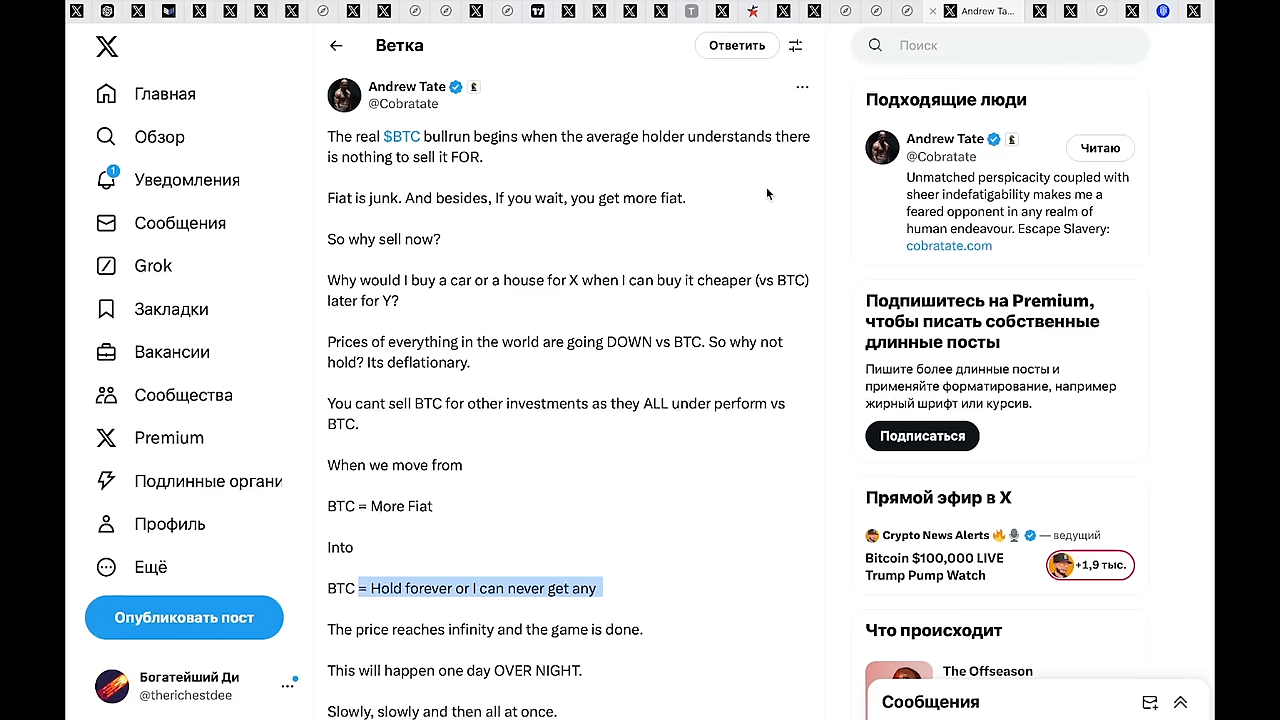 Andrew Ta...
Главная
Обзор
1
Уведомления
Сообщения
Grok
Закладки
Вакансии
Сообщества
Premium
Подлинные органи
Профиль
Ещё
Опубликовать пост
Богатейший Ди
@therichestdee
Ветка
Ответить
Andrew Tate
@Cobratate
The real $BTC bullrun begins when the average holder understands there
is nothing to sell it FOR.
Fiat is junk. And besides, If you wait, you get more fiat.
So why sell now?
Why would I buy a car or a house for X when I can buy it cheaper (vs BTC)
later for Y?
Prices of everything in the world are going DOWN vs BTC. So why not
hold? Its deflationary.
You cant sell BTC for other investments as they ALL under perform vs
BTC.
When we move from
BTC = More Fiat
Into
BTC = Hold forever or I can never get any
The price reaches infinity and the game is done.
This will happen one day OVER NIGHT.
Slowly, slowly and then all at once.
Поиск
Подходящие люди
Andrew Tate
@Cobratate
Читаю
Unmatched perspicacity coupled with
sheer indefatigability makes me a
feared opponent in any realm of
human endeavour. Escape Slavery:
cobratate.com
Подпишитесь на Premium,
чтобы писать собственные
длинные посты
Пишите более длинные посты и
применяйте форматирование, например
жирный шрифт или курсив.
Подписаться
Прямой эфир в X
Crypto News Alerts 🔥🎙 — ведущий
Bitcoin $100,000 LIVE
Trump Pump Watch
+1,9 тыс.
Что происходит
The Offseason
Сообщения